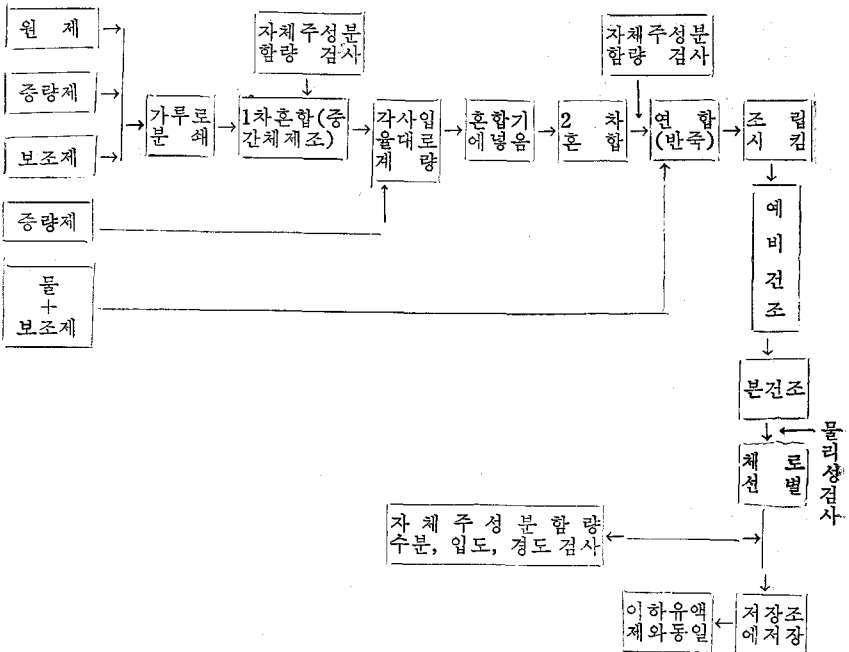 원 제
증량제
보조제
증량제
물
+
보조제
가루로
분 쇄
자체주성분
함량 검사
1차혼합(중
간체제조)
각사입
율대로
계 량
혼합기
에넣음
2 차
혼 합
자체주성분
함량 검사
연 합
(반죽)
조 립
시 킴
예
비
건
조
본건조
물리성검사
체 로
선 별
자체주성분함량
수분, 입도, 경도 검사
저장조
에저장
이하유액
제와동일